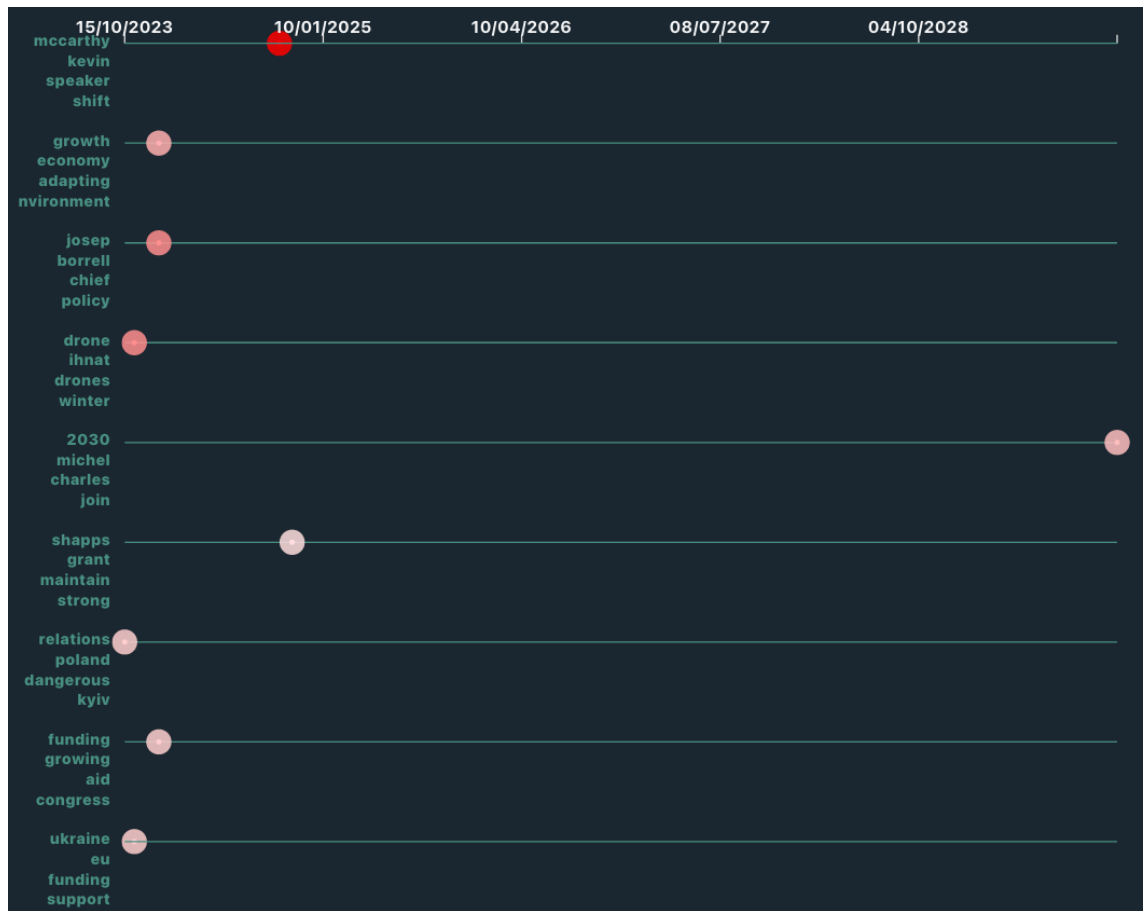 15/10/2023 10/01/2025 10/04/2026 08/07/2027 04/10/2028
mccarthy
kevin
speaker
shift
growth
economy
adapting
nvironment
josep
borrell
chief
policy
drone
ihnat
drones
winter
2030
michel
charles
join
shapps
grant
maintain
strong
relations
poland
dangerous
kyiv
funding
growing
aid
congress
ukraine
eu
funding
support